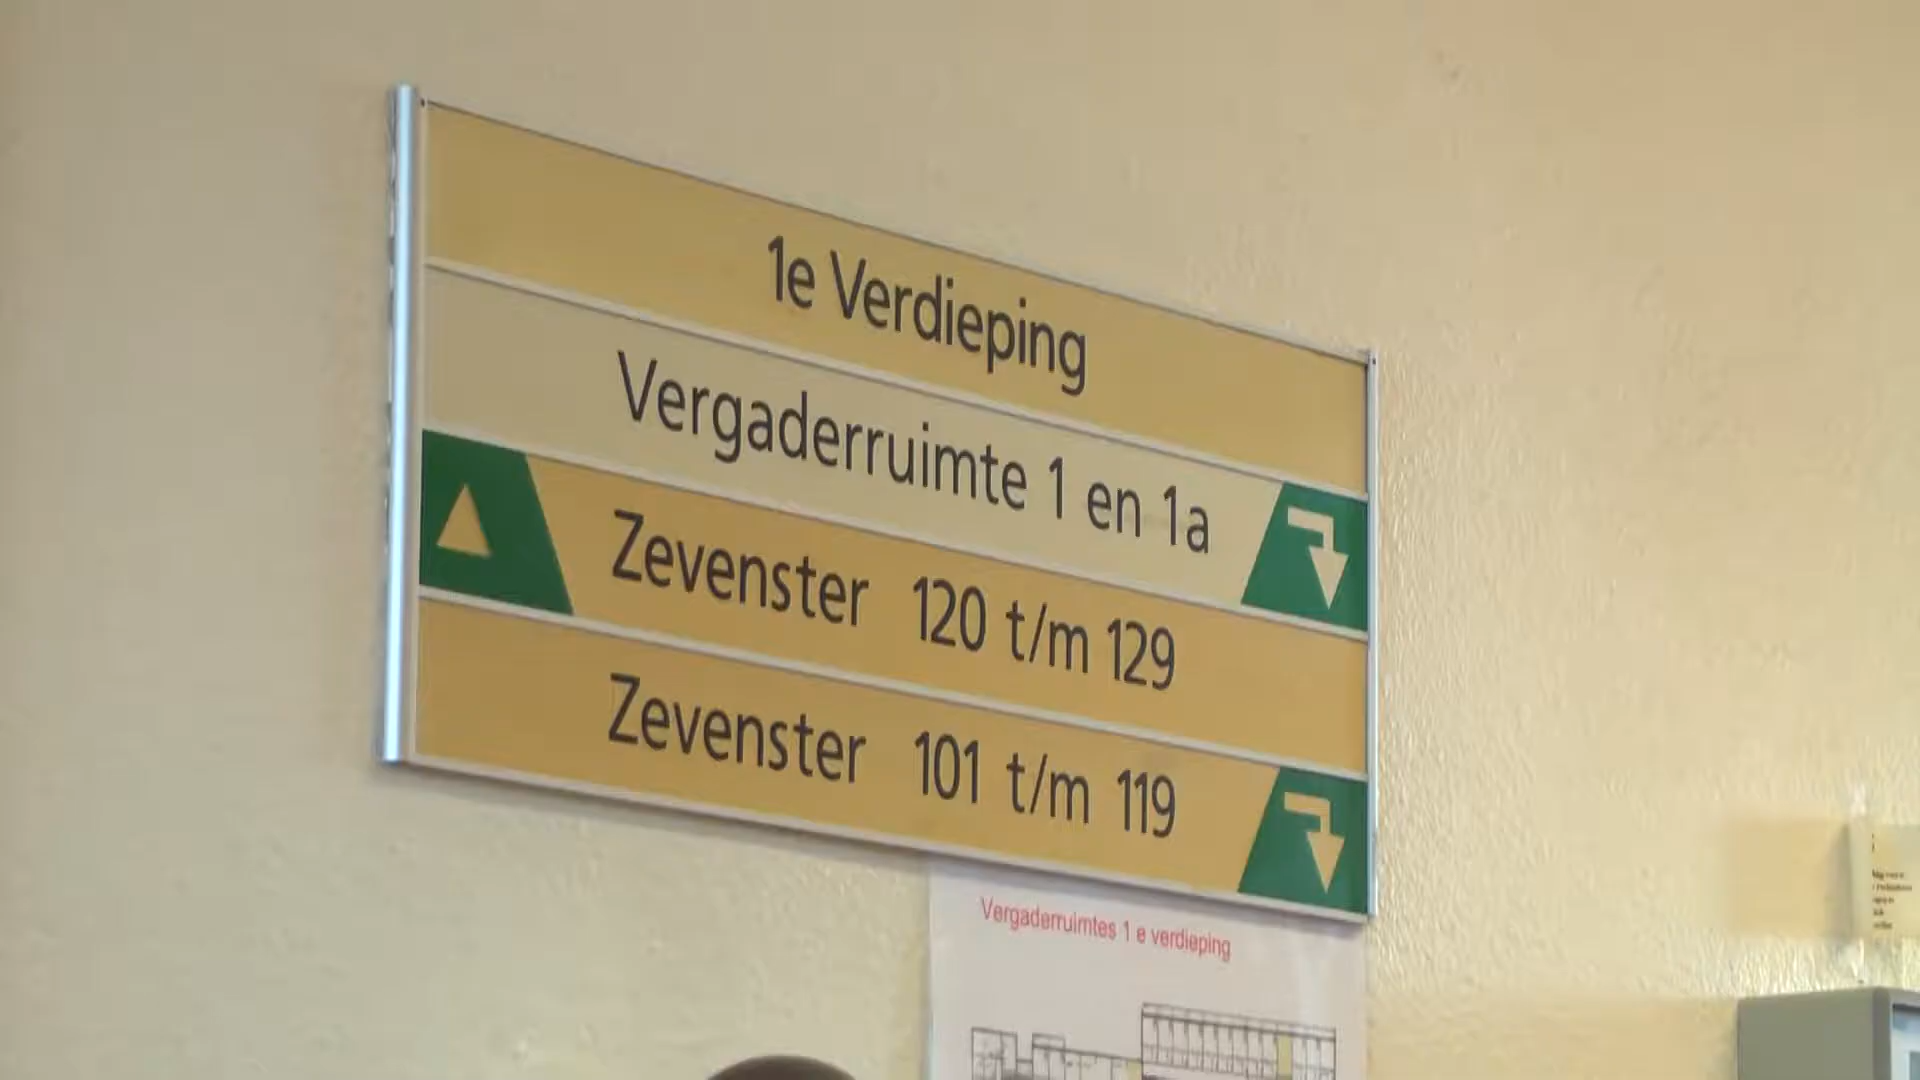 1e Verdieping
Vergaderruimte 1 en 1a
Zevenster 120 t/m 129
Zevenster 101 t/m 119
Vergaderruimtes 1 e verdieping